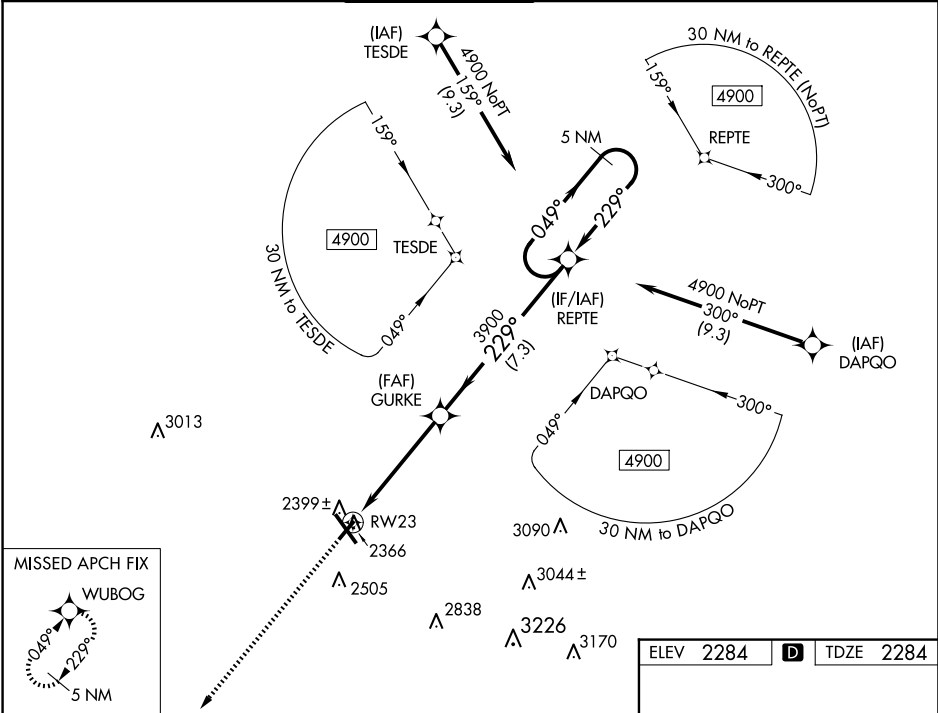 (IAF)
TESDE
4900 NoPT
159°
(9.3)
30 NM to REPTE (NoPT)
159°
4900
REPTE
300°
5 NM
049°
229°
159°
4900
TESDE
049°
30 NM to TESDE
(IF/IAF)
REPTE
4900 NoPT
300°
(9.3)
(IAF)
DAPQO
3900
229°
(7.3)
(FAF)
GURKE
DAPQO
300°
049°
4900
30 NM to DAPQO
3013
2399±
RW23
2366
2505
3090
3044±
2838
3226
3170
MISSED APCH FIX
WUBOG
049°
229°
5 NM
ELEV 2284 D TDZE 2284